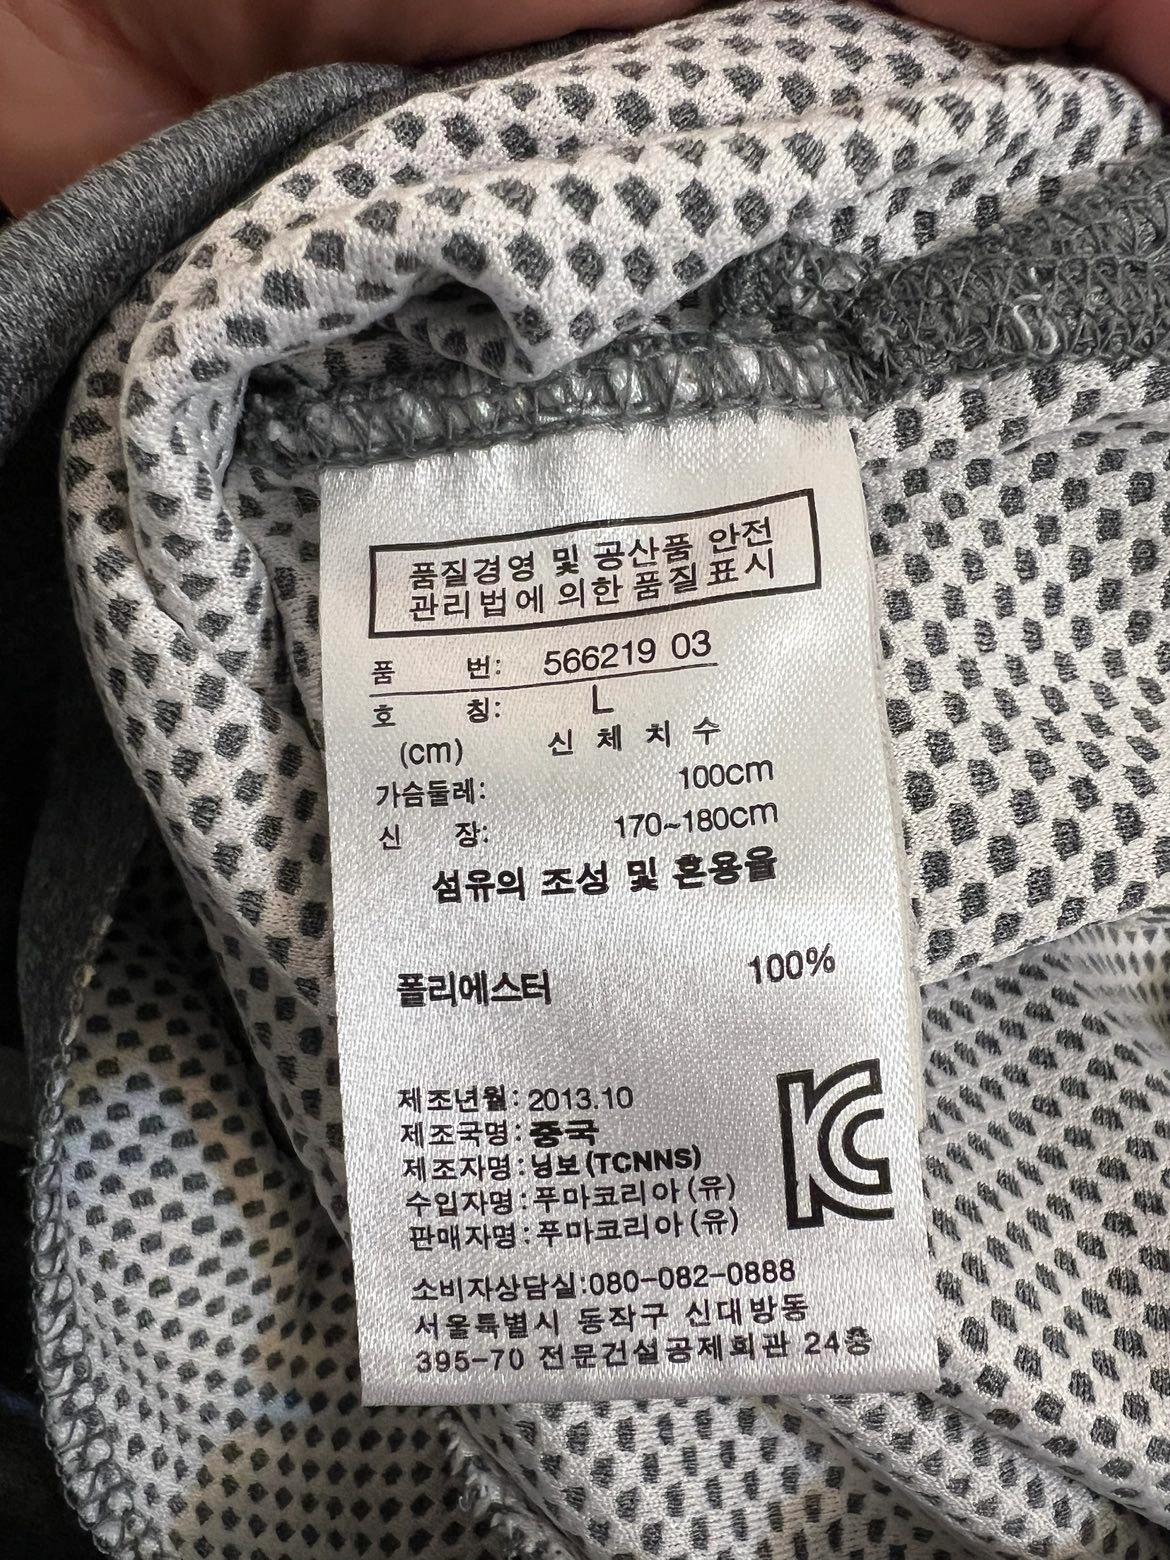 품질경영 및 공산품 안전
관리법에 의한 품질표시
품 번: 566219 03
호 칭: L
(cm) 신 체 치 수
가슴둘레: 100cm
신 장: 170~180cm
섬유의 조성 및 혼용율
폴리에스터 100%
제조년월: 2013.10
제조국명: 중국
제조자명: 닝보(TCNNS)
수입자명: 푸마코리아(유)
판매자명: 푸마코리아(유)
KC
소비자상담실:080-082-0888
서울특별시 동작구 신대방동
395-70 전문건설공제회관 24층